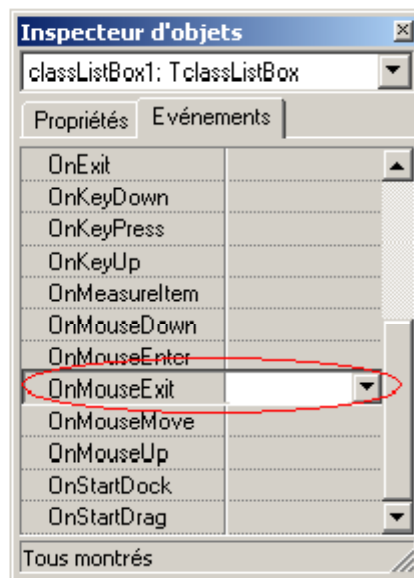 Inspecteur d'objets
classListBox1: TclassListBox
Propriétés Evénements
OnExit
OnKeyDown
OnKeyPress
OnKeyUp
OnMeasureItem
OnMouseDown
OnMouseEnter
OnMouseExit
OnMouseMove
OnMouseUp
OnStartDock
OnStartDrag
Tous montrés